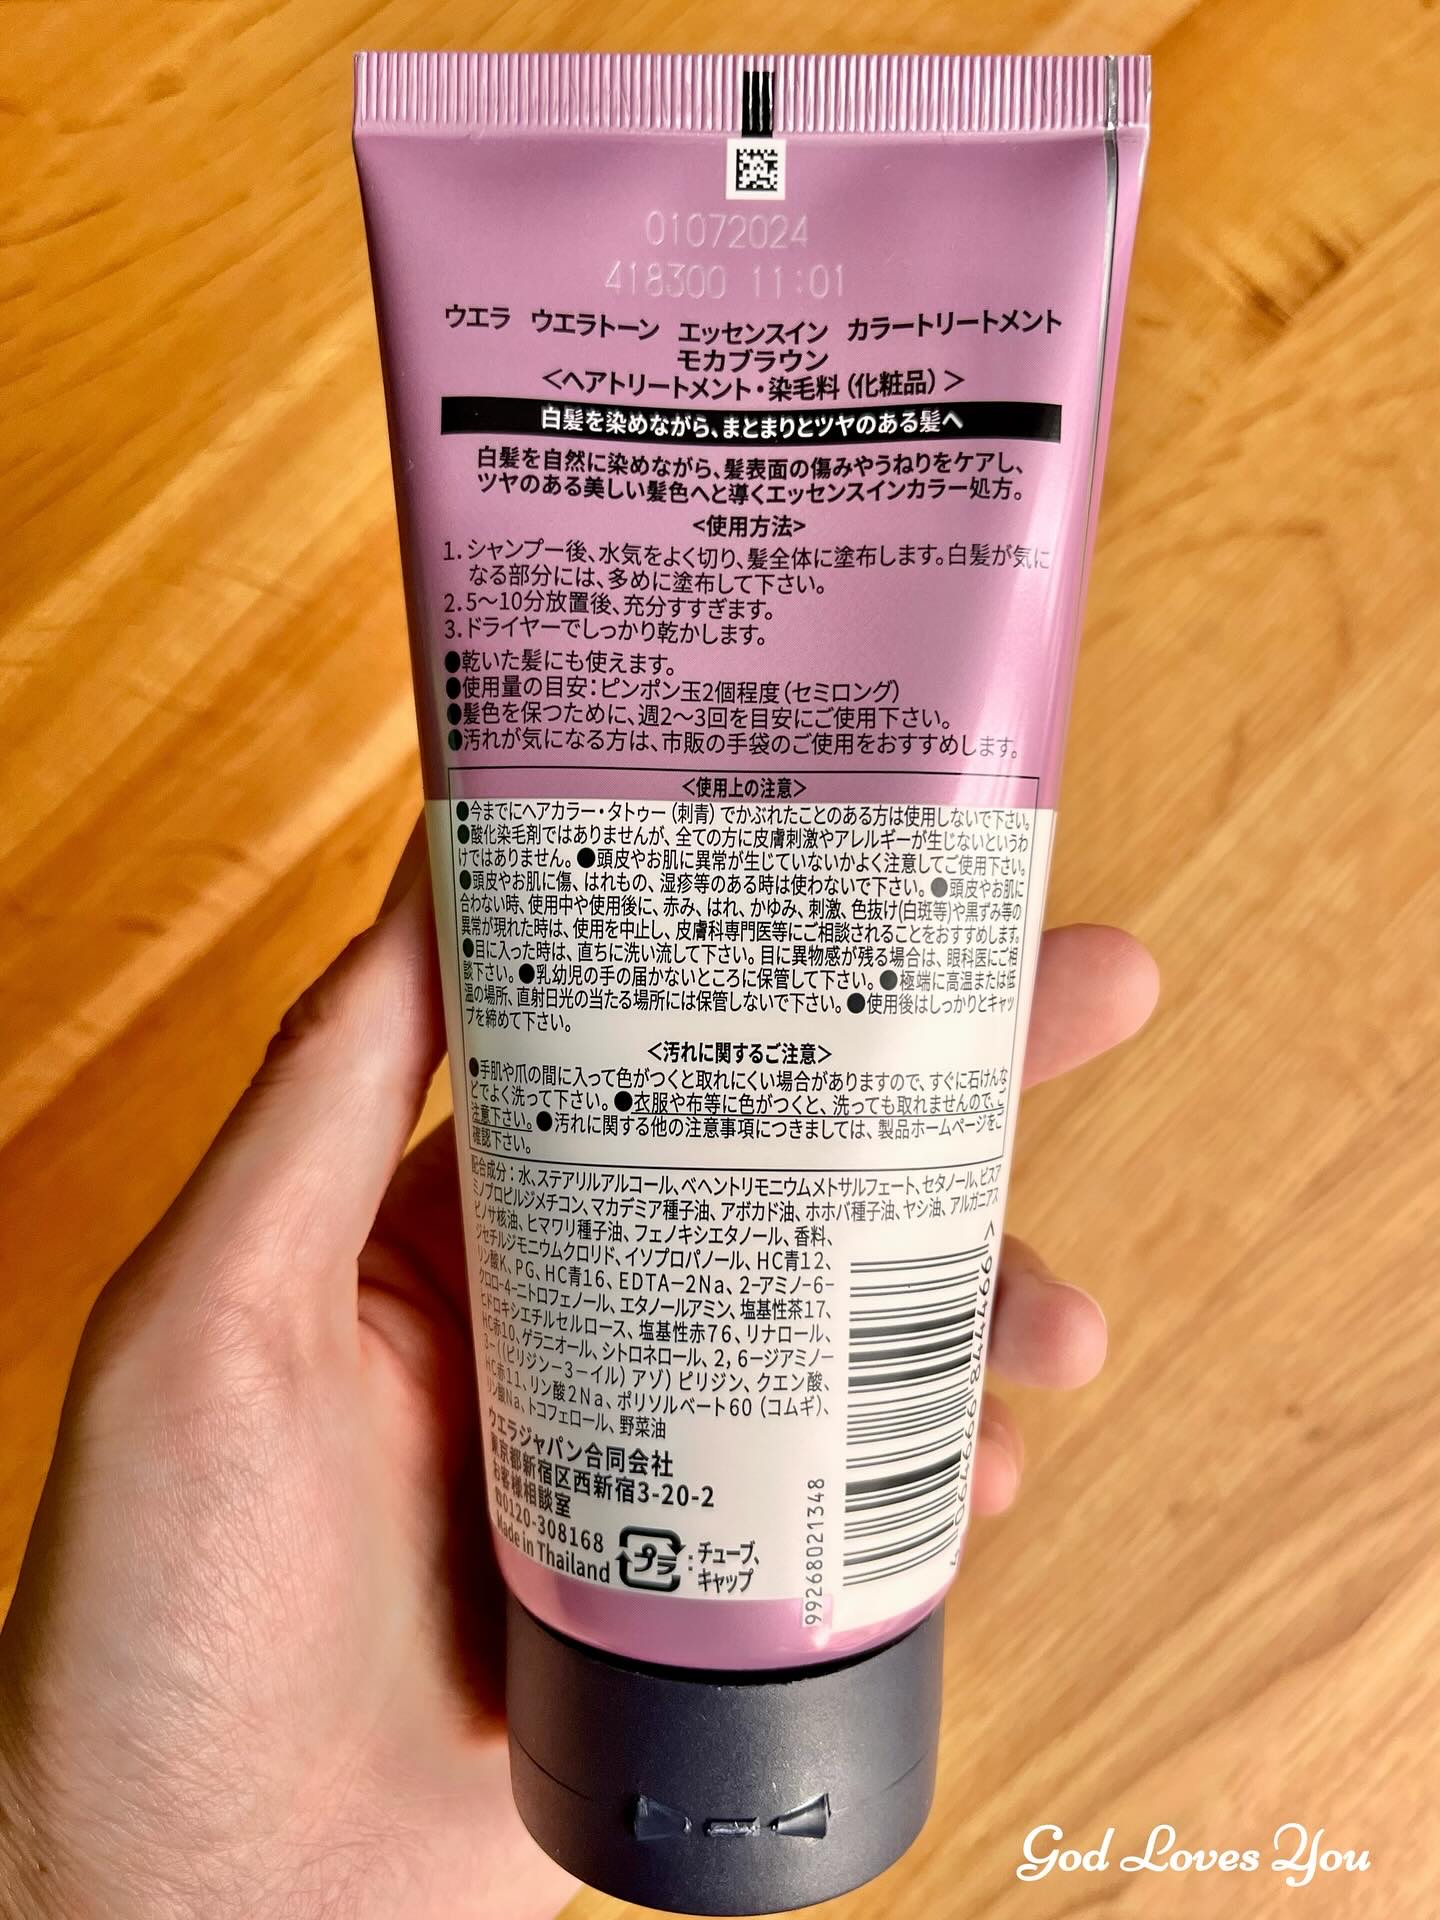 01072024
418300 11:01
ウエラ ウエラトーン エッセンスイン カラートリートメント
モカブラウン
<ヘアトリートメント・染毛料(化粧品)>
白髪を染めながら、まとまりとツヤのある髪へ
白髪を自然に染めながら、髪表面の傷みやうねりをケアし、
ツヤのある美しい髪色へと導くエッセンスインカラー処方。
<使用方法>
1. シャンプー後、水気をよく切り、髪全体に塗布します。白髪が気に
なる部分には、多めに塗布して下さい。
2. 5〜10分放置後、充分すすぎます。
3. ドライヤーでしっかり乾かします。
●乾いた髪にも使えます。
●使用量の目安:ピンポン玉2個程度(セミロング)
●髪色を保つために、週2〜3回を目安にご使用下さい。
●汚れが気になる方は、市販の手袋のご使用をおすすめします。
<使用上の注意>
●今までにヘアカラー・タトゥー(刺青)でかぶれたことのある方は使用しないで下さい。
●酸化染毛剤ではありませんが、全ての方に皮膚刺激やアレルギーが生じないというわ
けではありません。●頭皮やお肌に異常が生じていないかよく注意してご使用下さい。
●頭皮やお肌に傷、はれもの、湿疹等のある時は使わないで下さい。●頭皮やお肌に
合わない時、使用中や使用後に、赤み、はれ、かゆみ、刺激、色抜け(白斑等)や黒ずみ等の
異常が現れた時は、使用を中止し、皮膚科専門医等にご相談されることをおすすめします。
●目に入った時は、直ちに洗い流して下さい。目に異物感が残る場合は、眼科医にご相
談下さい。●乳幼児の手の届かないところに保管して下さい。●極端に高温または低
温の場所、直射日光の当たる場所には保管しないで下さい。●使用後はしっかりとキャッ
プを締めて下さい。
<汚れに関するご注意>
●手肌や爪の間に入って色がつくと取れにくい場合がありますので、すぐに石けんな
どでよく洗って下さい。●衣服や布等に色がつくと、洗っても取れませんので、ご
注意下さい。●汚れに関する他の注意事項につきましては、製品ホームページをご
確認下さい。
配合成分:水、ステアリルアルコール、ベヘントリモニウムメトサルフェート、セタノール、ビスア
ミノプロピルジメチコン、マカデミア種子油、アボカド油、ホホバ種子油、ヤシ油、アルガニアス
ピノサ核油、ヒマワリ種子油、フェノキシエタノール、香料、
ジセチルジモニウムクロリド、イソプロパノール、HC青12、
リン酸K、PG、HC青16、EDTA-2Na、2-アミノ-6-
クロロ-4-ニトロフェノール、エタノールアミン、塩基性茶17、
ヒドロキシエチルセルロース、塩基性赤76、リナロール、
HC赤10、ゲラニオール、シトロネロール、2, 6-ジアミノ-
3-((ピリジン-3-イル)アゾ)ピリジン、クエン酸、
HC赤11、リン酸2Na、ポリソルベート60 (コムギ)、
リン酸Na、トコフェロール、野菜油
ウエラジャパン合同会社
東京都新宿区西新宿3-20-2
お客様相談室
0120-308168
Made in Thailand
プラ
:チューブ、
キャップ
99268021348
God Loves You